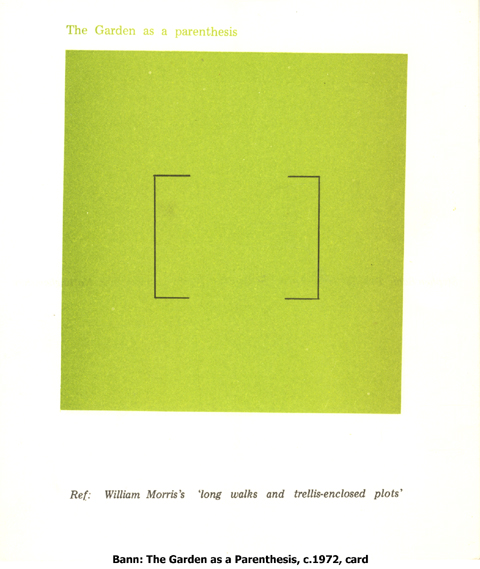 The Garden as a parenthesis
[ ]
Ref: William Morris's 'long walks and trellis-enclosed plots'
Bann: The Garden as a Parenthesis, c.1972, card